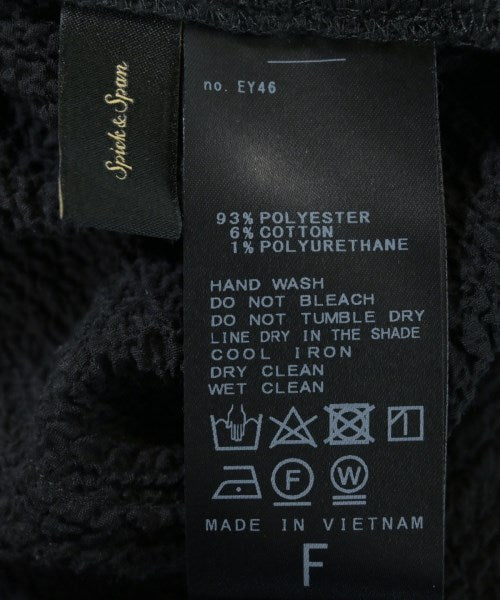 Spick & Span
no. EY46
93% POLYESTER
6% COTTON
1% POLYURETHANE
HAND WASH
DO NOT BLEACH
DO NOT TUMBLE DRY
LINE DRY IN THE SHADE
COOL IRON
DRY CLEAN
WET CLEAN
F W
MADE IN VIETNAM
F